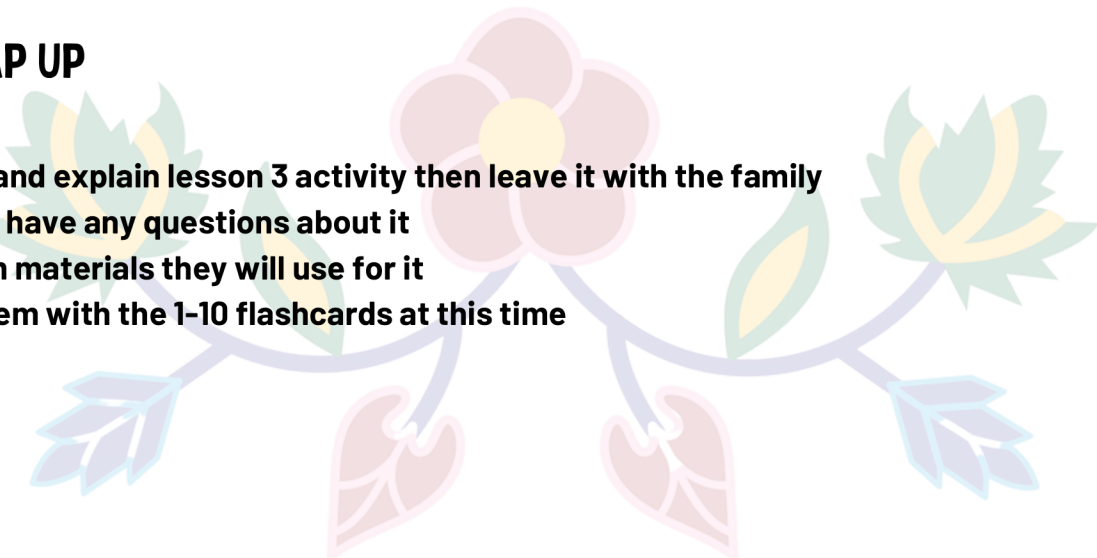 AP UP
and explain lesson 3 activity then leave it with the family
have any questions about it
materials they will use for it
em with the 1-10 flashcards at this time